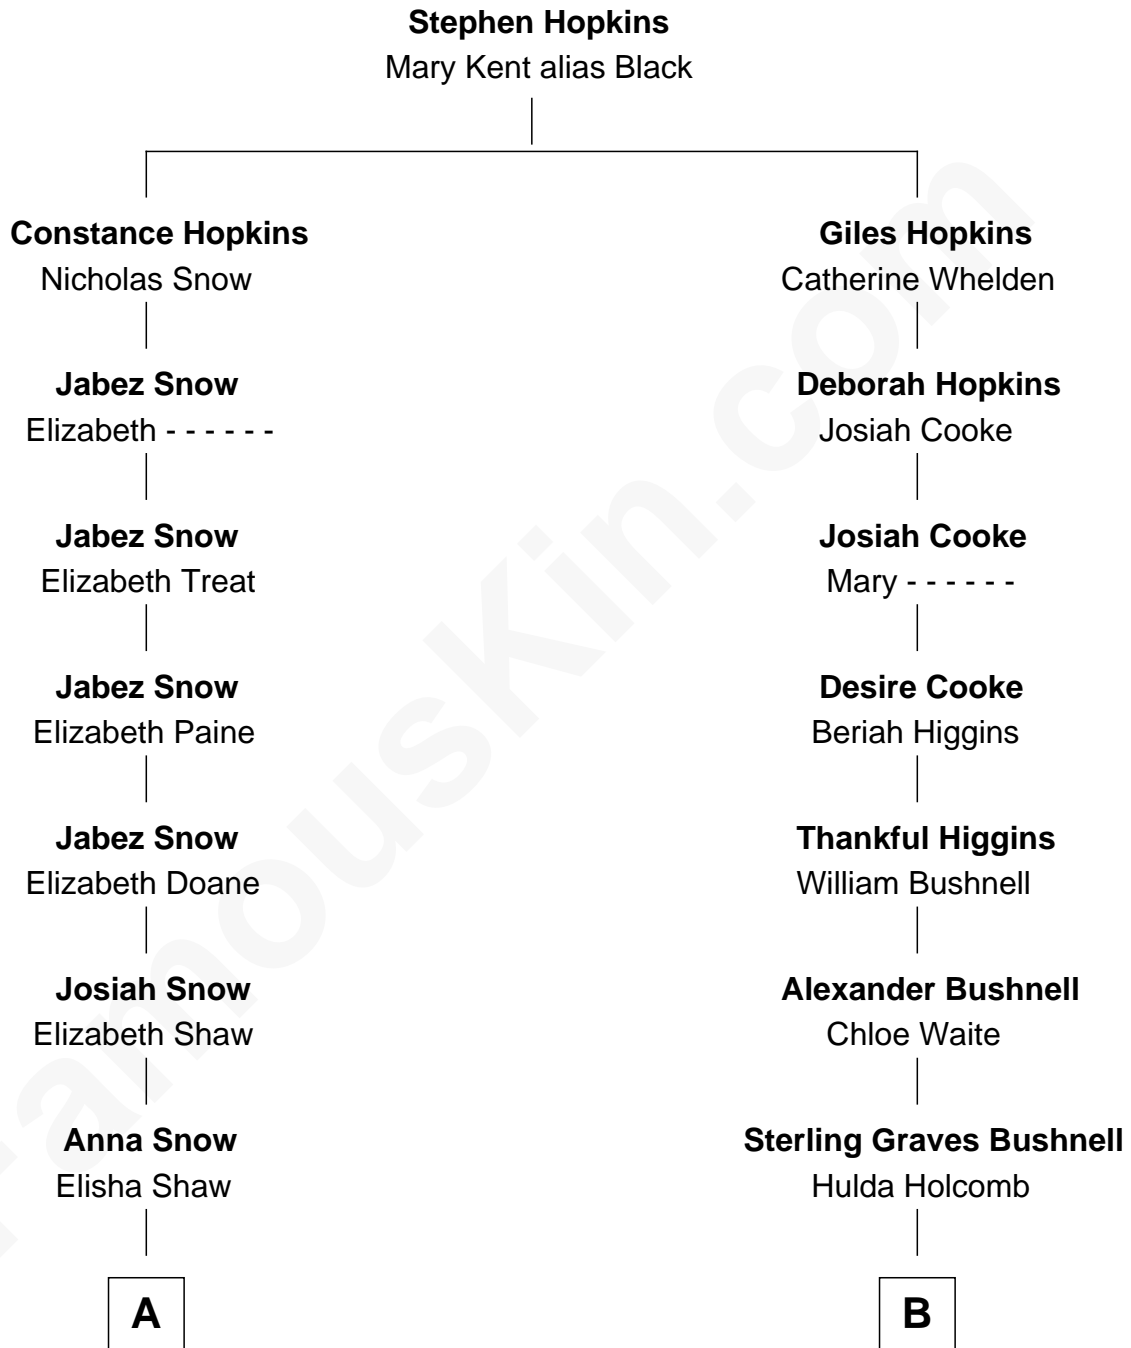 Stephen Hopkins
Mary Kent alias Black
Constance Hopkins
Nicholas Snow
Giles Hopkins
Catherine Whelden
Jabez Snow
Elizabeth - - - - - -
Deborah Hopkins
Josiah Cooke
Jabez Snow
Elizabeth Treat
Josiah Cooke
Mary - - - - - -
Jabez Snow
Elizabeth Paine
Desire Cooke
Beriah Higgins
Jabez Snow
Elizabeth Doane
Thankful Higgins
William Bushnell
Josiah Snow
Elizabeth Shaw
Alexander Bushnell
Chloe Waite
Anna Snow
Elisha Shaw
Sterling Graves Bushnell
Hulda Holcomb
A
B
FamousKin.com